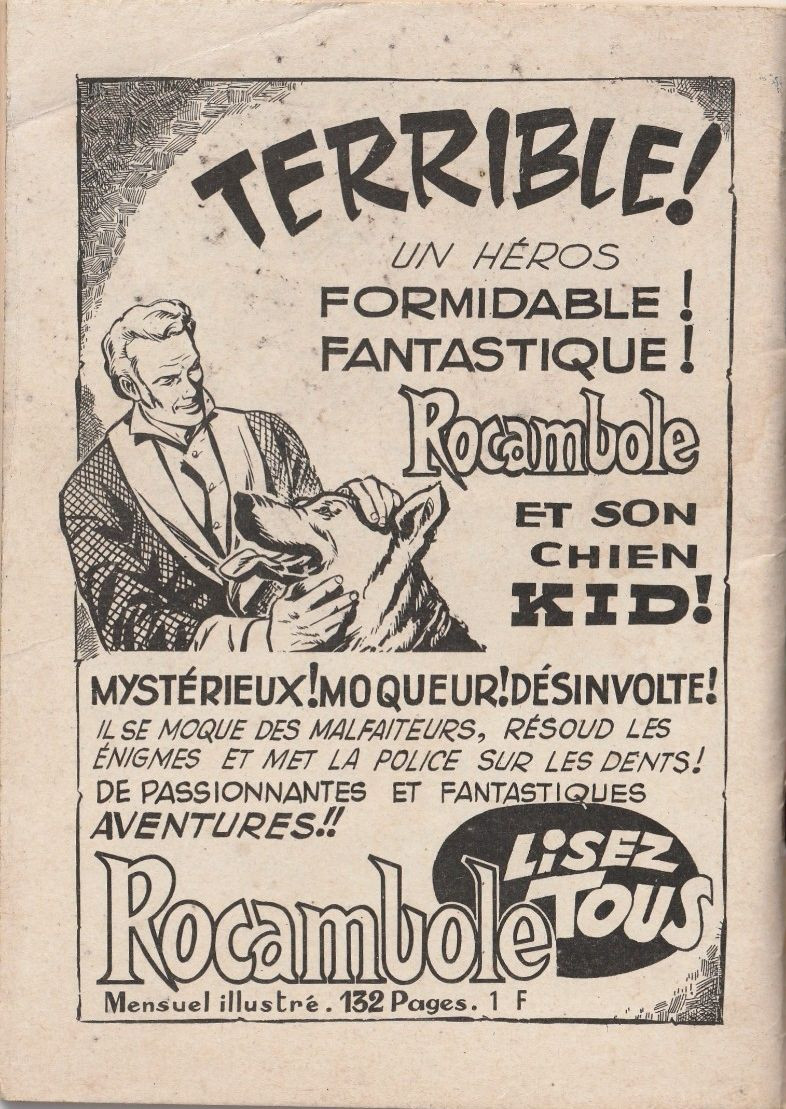 TERRIBLE!
UN HÉROS
FORMIDABLE!
FANTASTIQUE!
Rocambole
ET SON
CHIEN
KID!
MYSTÉRIEUX! MOQUEUR! DÉSINVOLTE!
IL SE MOQUE DES MALFAITEURS, RÉSOUD LES
ÉNIGMES ET MET LA POLICE SUR LES DENTS!
DE PASSIONNANTES ET FANTASTIQUES
AVENTURES!!
LiSEZ
TOUS
Rocambole
Mensuel illustré. 132 Pages. 1 F